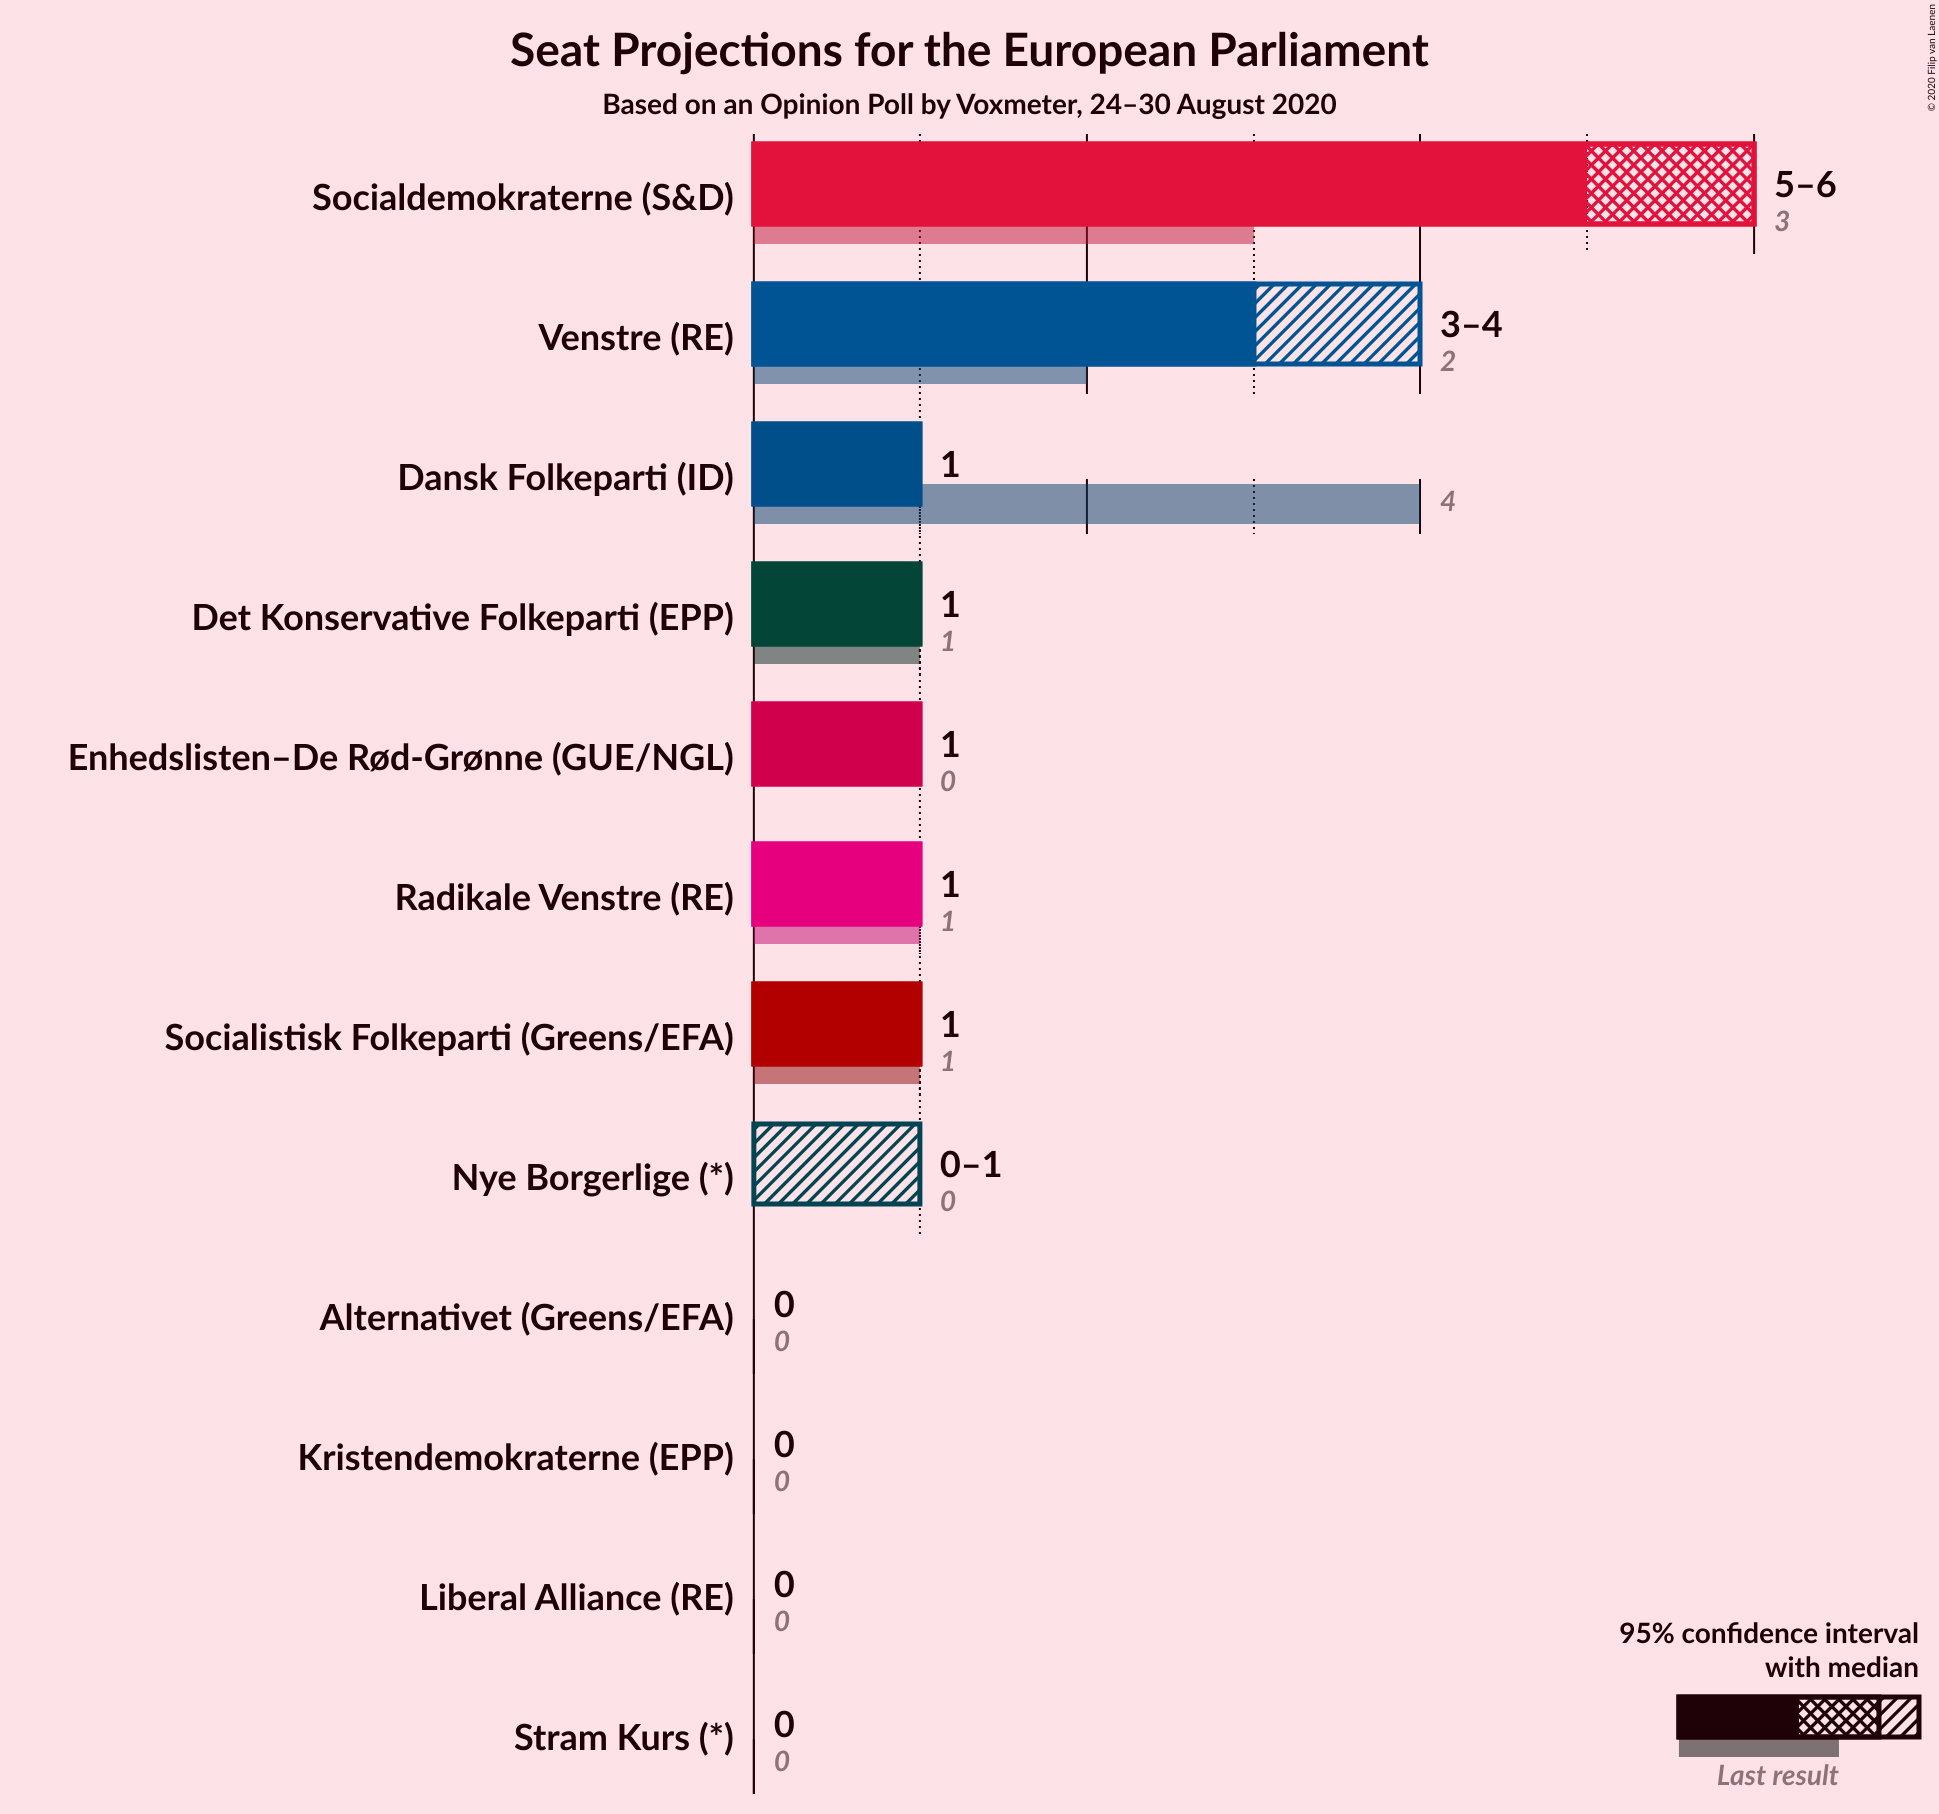 Seat Projections for the European Parliament
Based on an Opinion Poll by Voxmeter, 24–30 August 2020
© 2020 Filip van Laenen
Socialdemokraterne (S&D)
5–6
3
Venstre (RE)
3–4
2
Dansk Folkeparti (ID)
1
4
Det Konservative Folkeparti (EPP)
1
1
Enhedslisten–De Rød-Grønne (GUE/NGL)
1
0
Radikale Venstre (RE)
1
1
Socialistisk Folkeparti (Greens/EFA)
1
1
Nye Borgerlige (*)
0–1
0
Alternativet (Greens/EFA)
0
0
Kristendemokraterne (EPP)
0
0
Liberal Alliance (RE)
0
0
Stram Kurs (*)
0
0
95% confidence interval
with median
Last result